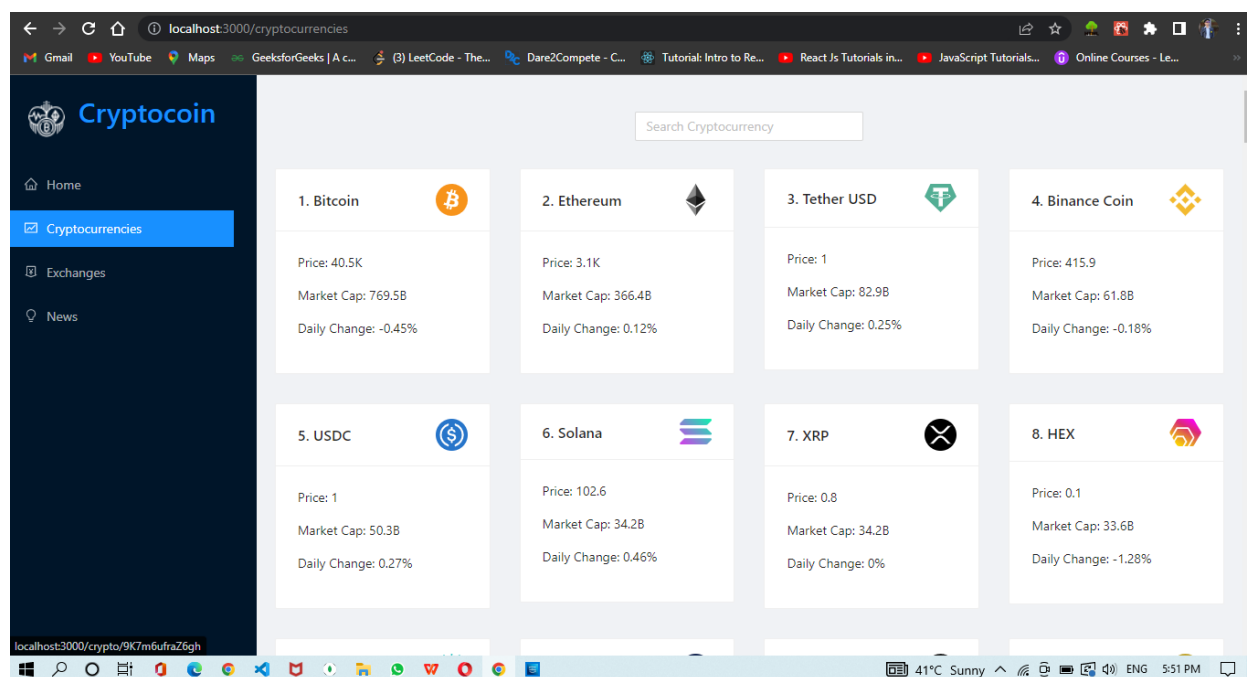 localhost:3000/cryptocurrencies
Gmail YouTube Maps GeeksforGeeks | A c... (3) LeetCode - The... Dare2Compete - C... Tutorial: Intro to Re... React Js Tutorials in... JavaScript Tutorials... Online Courses - Le... »
Cryptocoin
Search Cryptocurrency
Home
Cryptocurrencies
Exchanges
News
1. Bitcoin
Price: 40.5K
Market Cap: 769.5B
Daily Change: -0.45%
2. Ethereum
Price: 3.1K
Market Cap: 366.4B
Daily Change: 0.12%
3. Tether USD
Price: 1
Market Cap: 82.9B
Daily Change: 0.25%
4. Binance Coin
Price: 415.9
Market Cap: 61.8B
Daily Change: -0.18%
5. USDC
Price: 1
Market Cap: 50.3B
Daily Change: 0.27%
6. Solana
Price: 102.6
Market Cap: 34.2B
Daily Change: 0.46%
7. XRP
Price: 0.8
Market Cap: 34.2B
Daily Change: 0%
8. HEX
Price: 0.1
Market Cap: 33.6B
Daily Change: -1.28%
localhost:3000/crypto/9K7m6ufraZ6gh
41°C Sunny ENG 5:51 PM